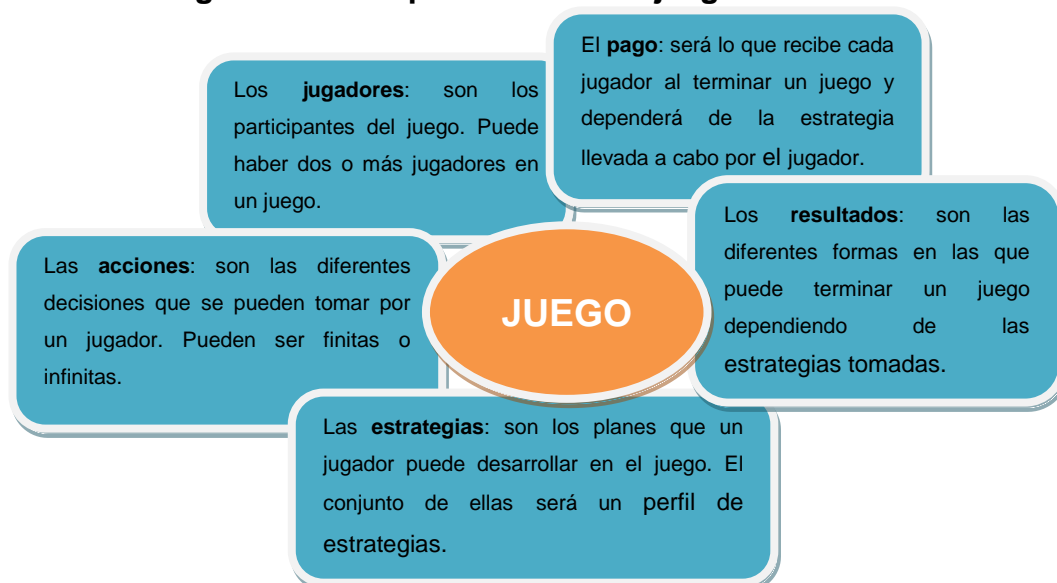 El pago: será lo que recibe cada
jugador al terminar un juego y
dependerá de la estrategia
llevada a cabo por el jugador.
Los jugadores: son los
participantes del juego. Puede
haber dos o más jugadores en
un juego.
Los resultados: son las
diferentes formas en las que
puede terminar un juego
dependiendo de las
estrategias tomadas.
Las acciones: son las diferentes
decisiones que se pueden tomar por
un jugador. Pueden ser finitas o
infinitas.
JUEGO
Las estrategias: son los planes que un
jugador puede desarrollar en el juego. El
conjunto de ellas será un perfil de
estrategias.